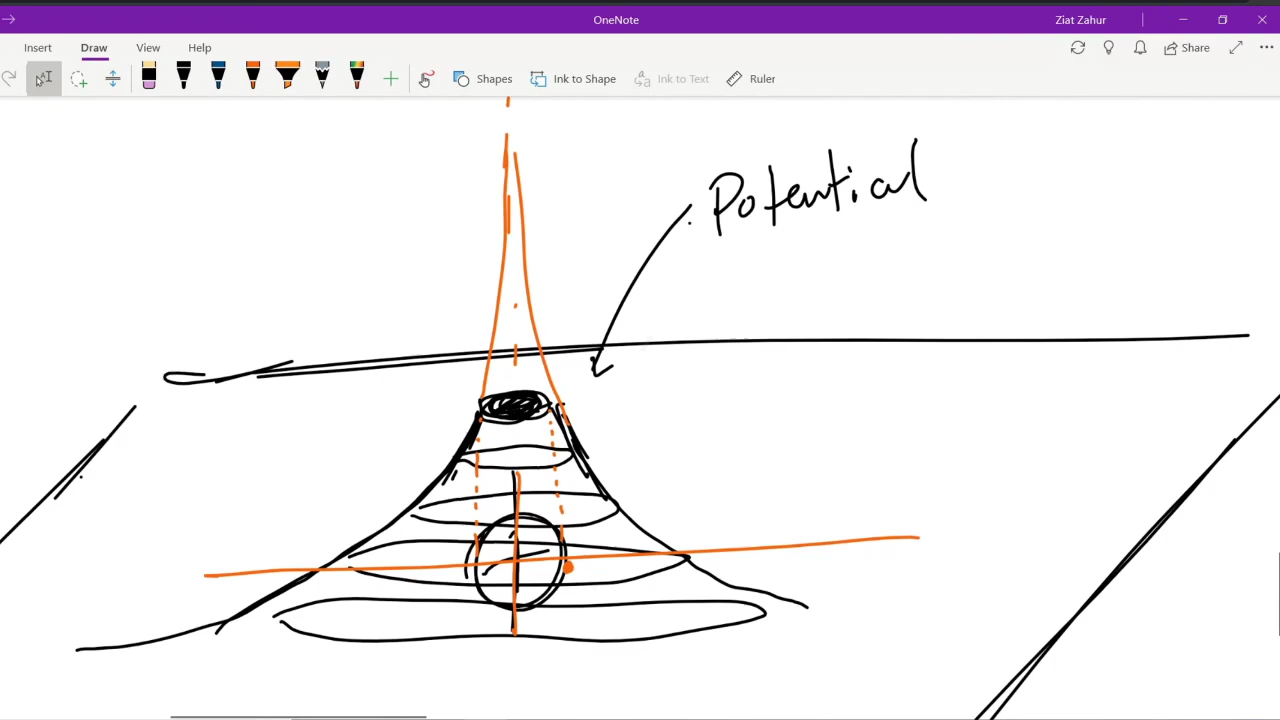 OneNote
Ziat Zahur
Insert Draw View Help
Share
Shapes Ink to Shape Ink to Text Ruler
Potential